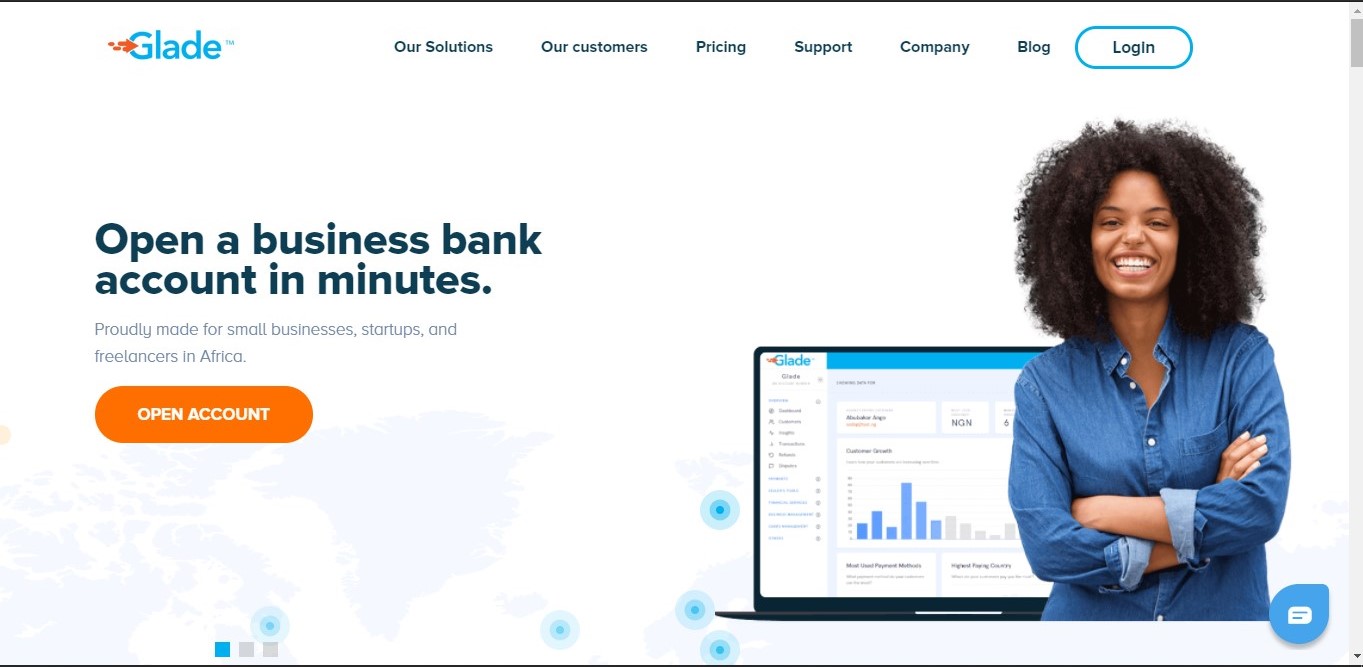 Glade™
Our Solutions
Our customers
Pricing
Support
Company
Blog
Login
Open a business bank
account in minutes.
Proudly made for small businesses, startups, and
freelancers in Africa.
OPEN ACCOUNT
Glade
Glade
Dashboard
Customers
Insights
Transactions
Refunds
Disputes
Abubakar Ango
NGN
6
Customer Growth
Most Used Payment Methods
Highest Paying Country